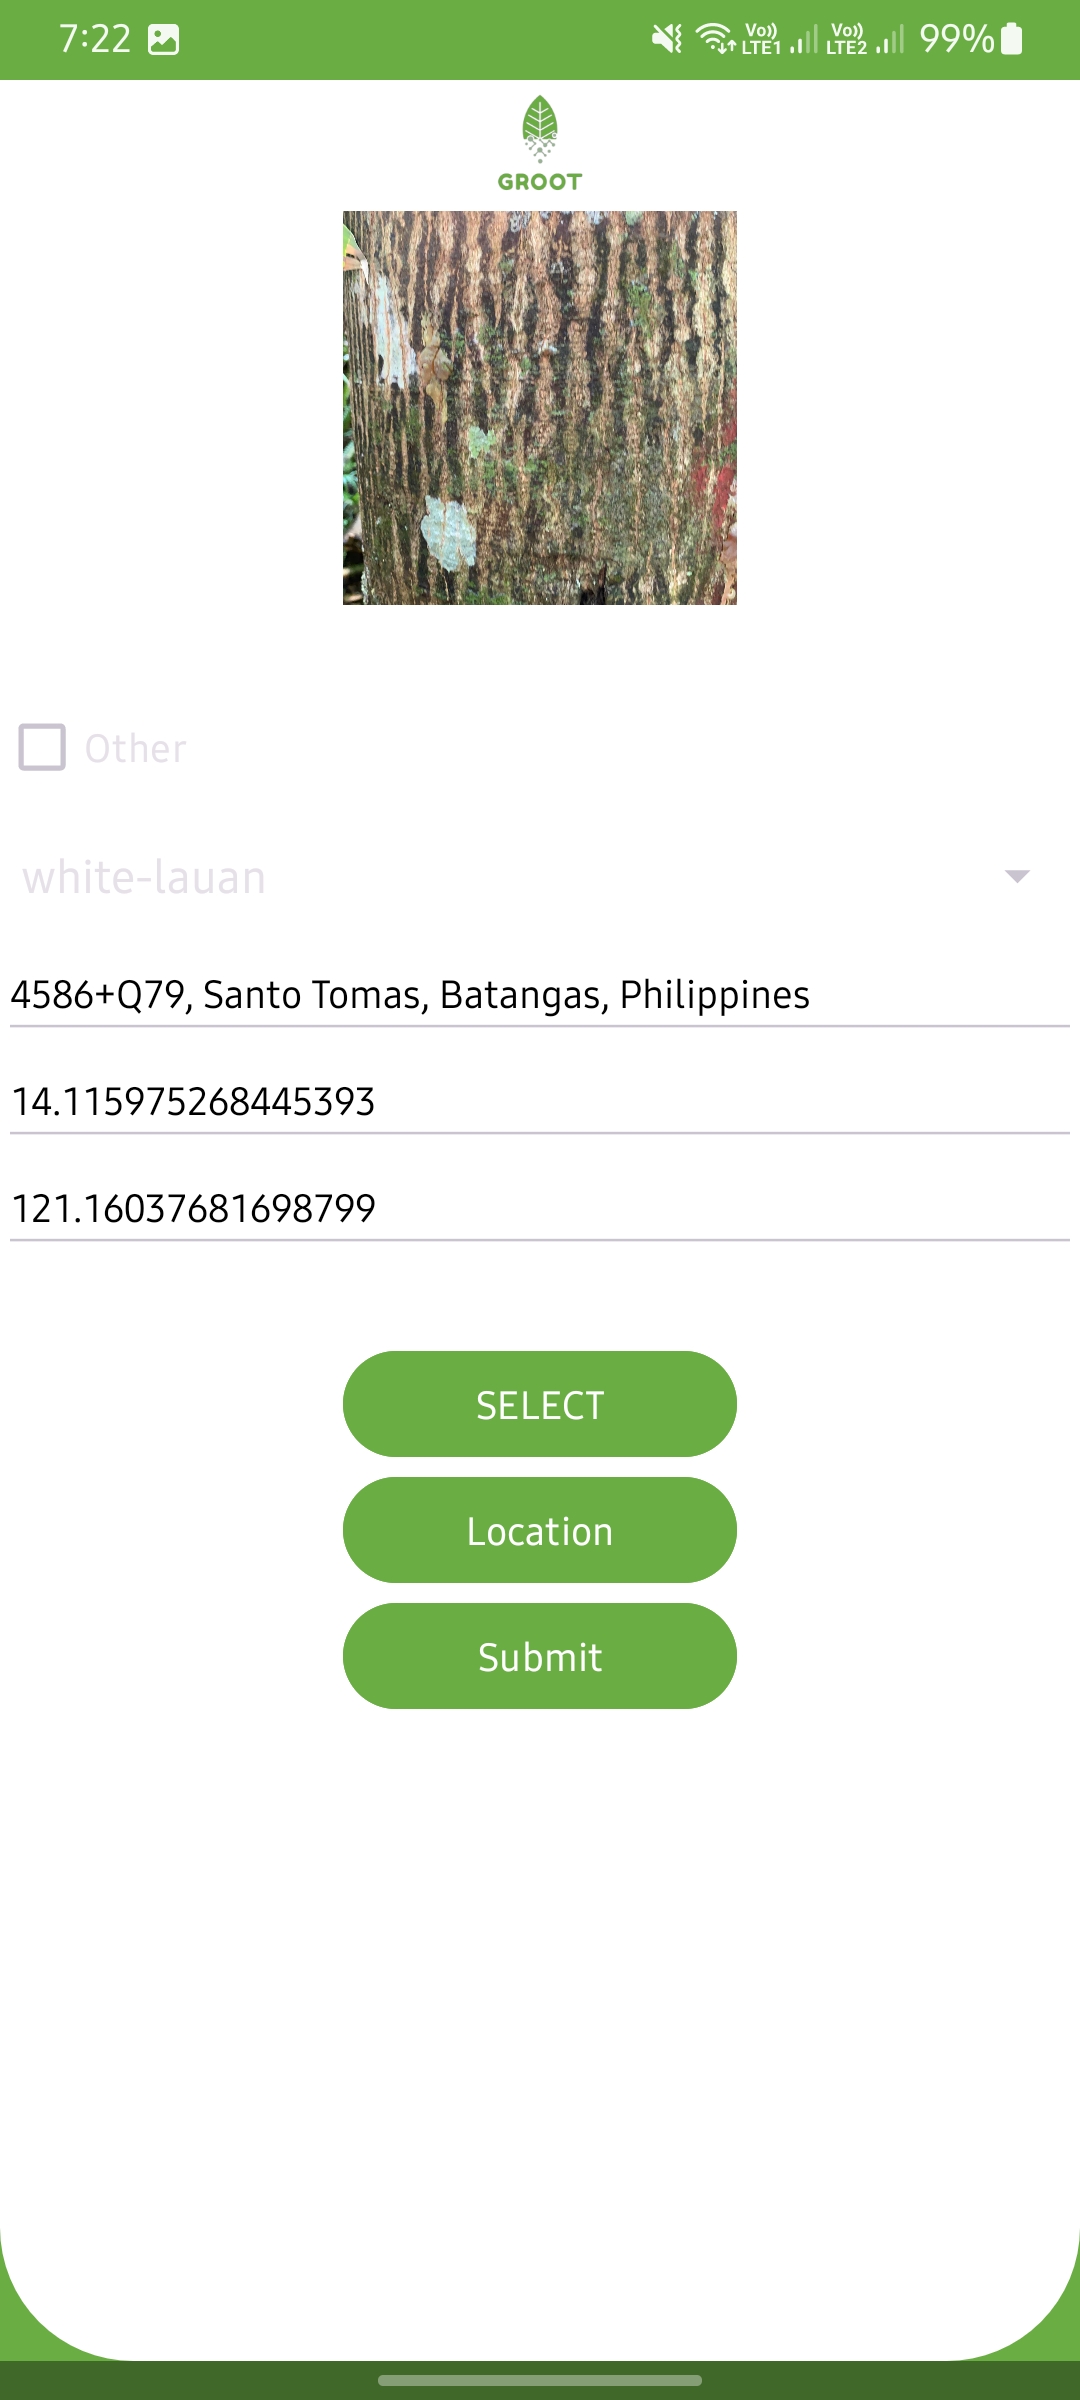 7:22
Vo)) LTE1 Vo)) LTE2 99%
GROOT
Other
white-lauan
4586+Q79, Santo Tomas, Batangas, Philippines
14.115975268445393
121.16037681698799
SELECT
Location
Submit